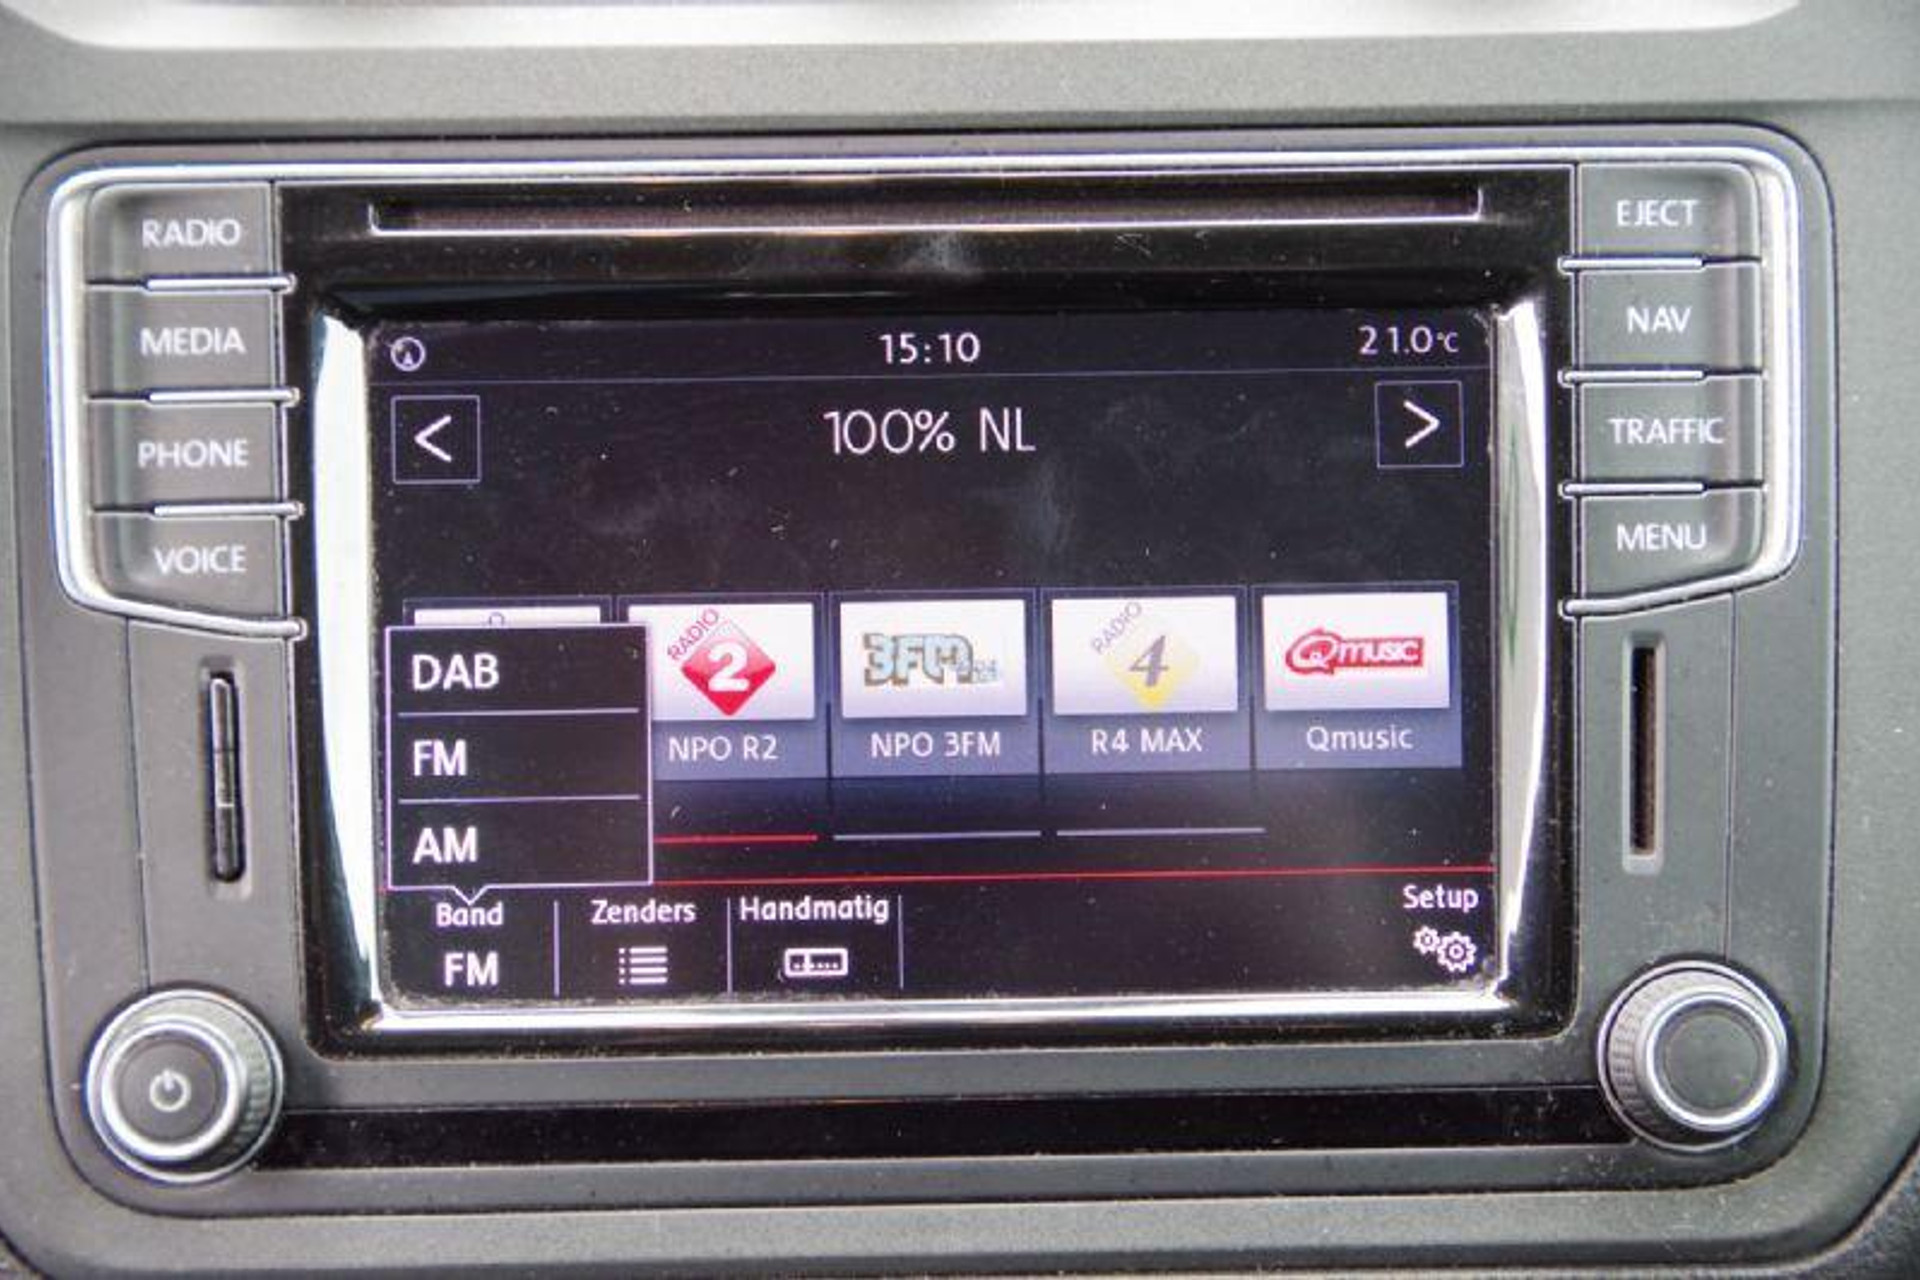 RADIO
MEDIA
PHONE
VOICE
EJECT
NAV
TRAFFIC
MENU
15:10
21.0°C
<
100% NL
>
RADIO
2
3FM
RADIO
4
Qmusic
NPO R2
NPO 3FM
R4 MAX
Qmusic
DAB
FM
AM
Band
FM
Zenders
Handmatig
Setup